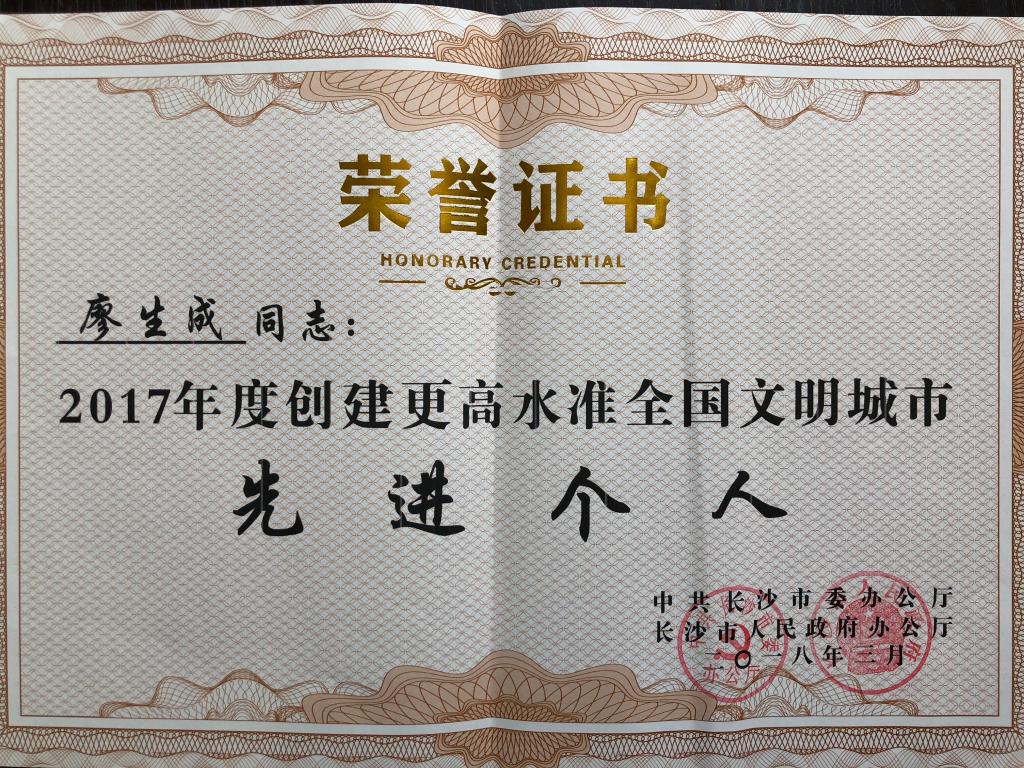 荣誉证书
HONORARY CREDENTIAL
廖生成同志：
2017年度创建更高水准全国文明城市
先进个人
中共长沙市委办公厅
长沙市人民政府办公厅
二〇一八年三月